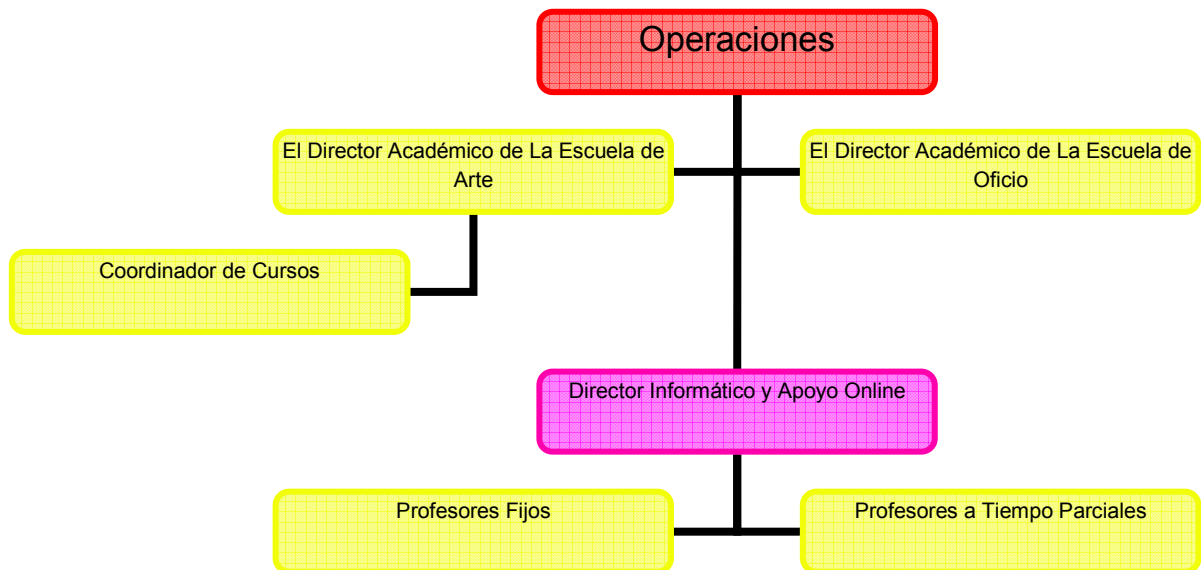 Operaciones
El Director Académico de La Escuela de
Arte
El Director Académico de La Escuela de
Oficio
Coordinador de Cursos
Director Informático y Apoyo Online
Profesores Fijos
Profesores a Tiempo Parciales